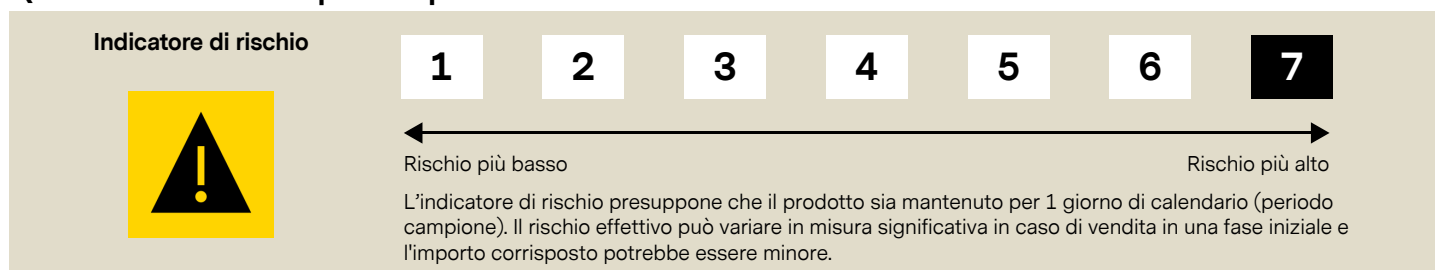 Indicatore di rischio
1 2 3 4 5 6 7
!
Rischio più basso Rischio più alto
L'indicatore di rischio presuppone che il prodotto sia mantenuto per 1 giorno di calendario (periodo
campione). Il rischio effettivo può variare in misura significativa in caso di vendita in una fase iniziale e
l'importo corrisposto potrebbe essere minore.